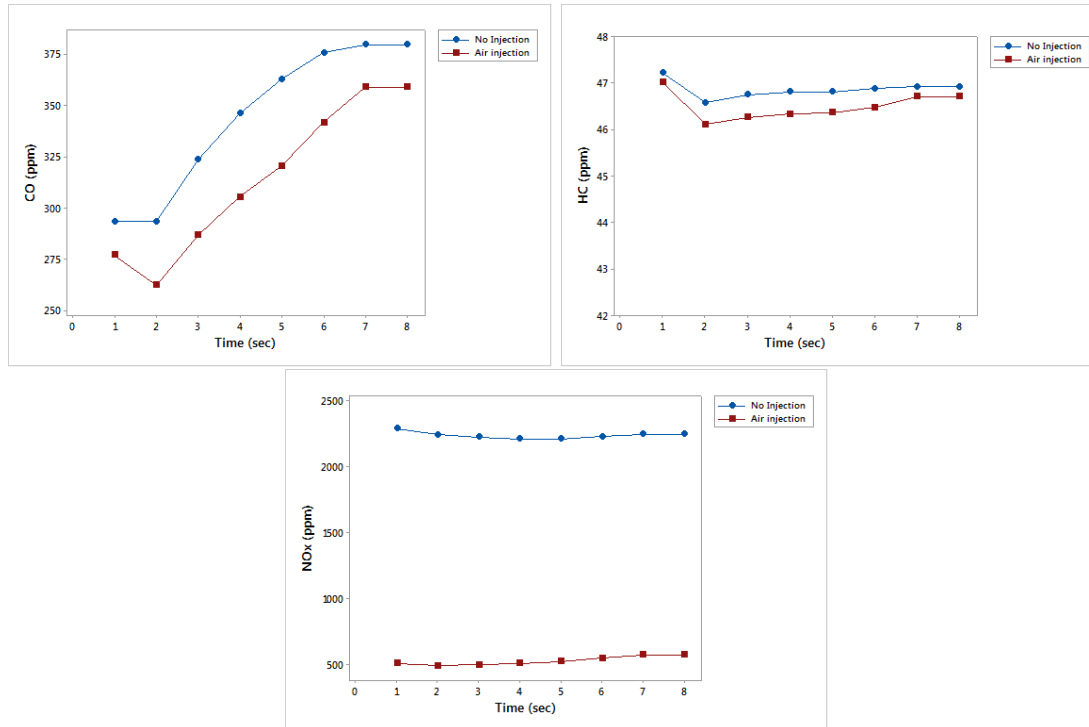 375
350
325
300
275
250
CO (ppm)
0 1 2 3 4 5 6 7 8
Time (sec)
No Injection
Air injection
48
47
46
45
44
43
42
HC (ppm)
0 1 2 3 4 5 6 7 8
Time (sec)
No Injection
Air injection
2500
2000
1500
1000
500
NOx (ppm)
0 1 2 3 4 5 6 7 8
Time (sec)
No Injection
Air injection